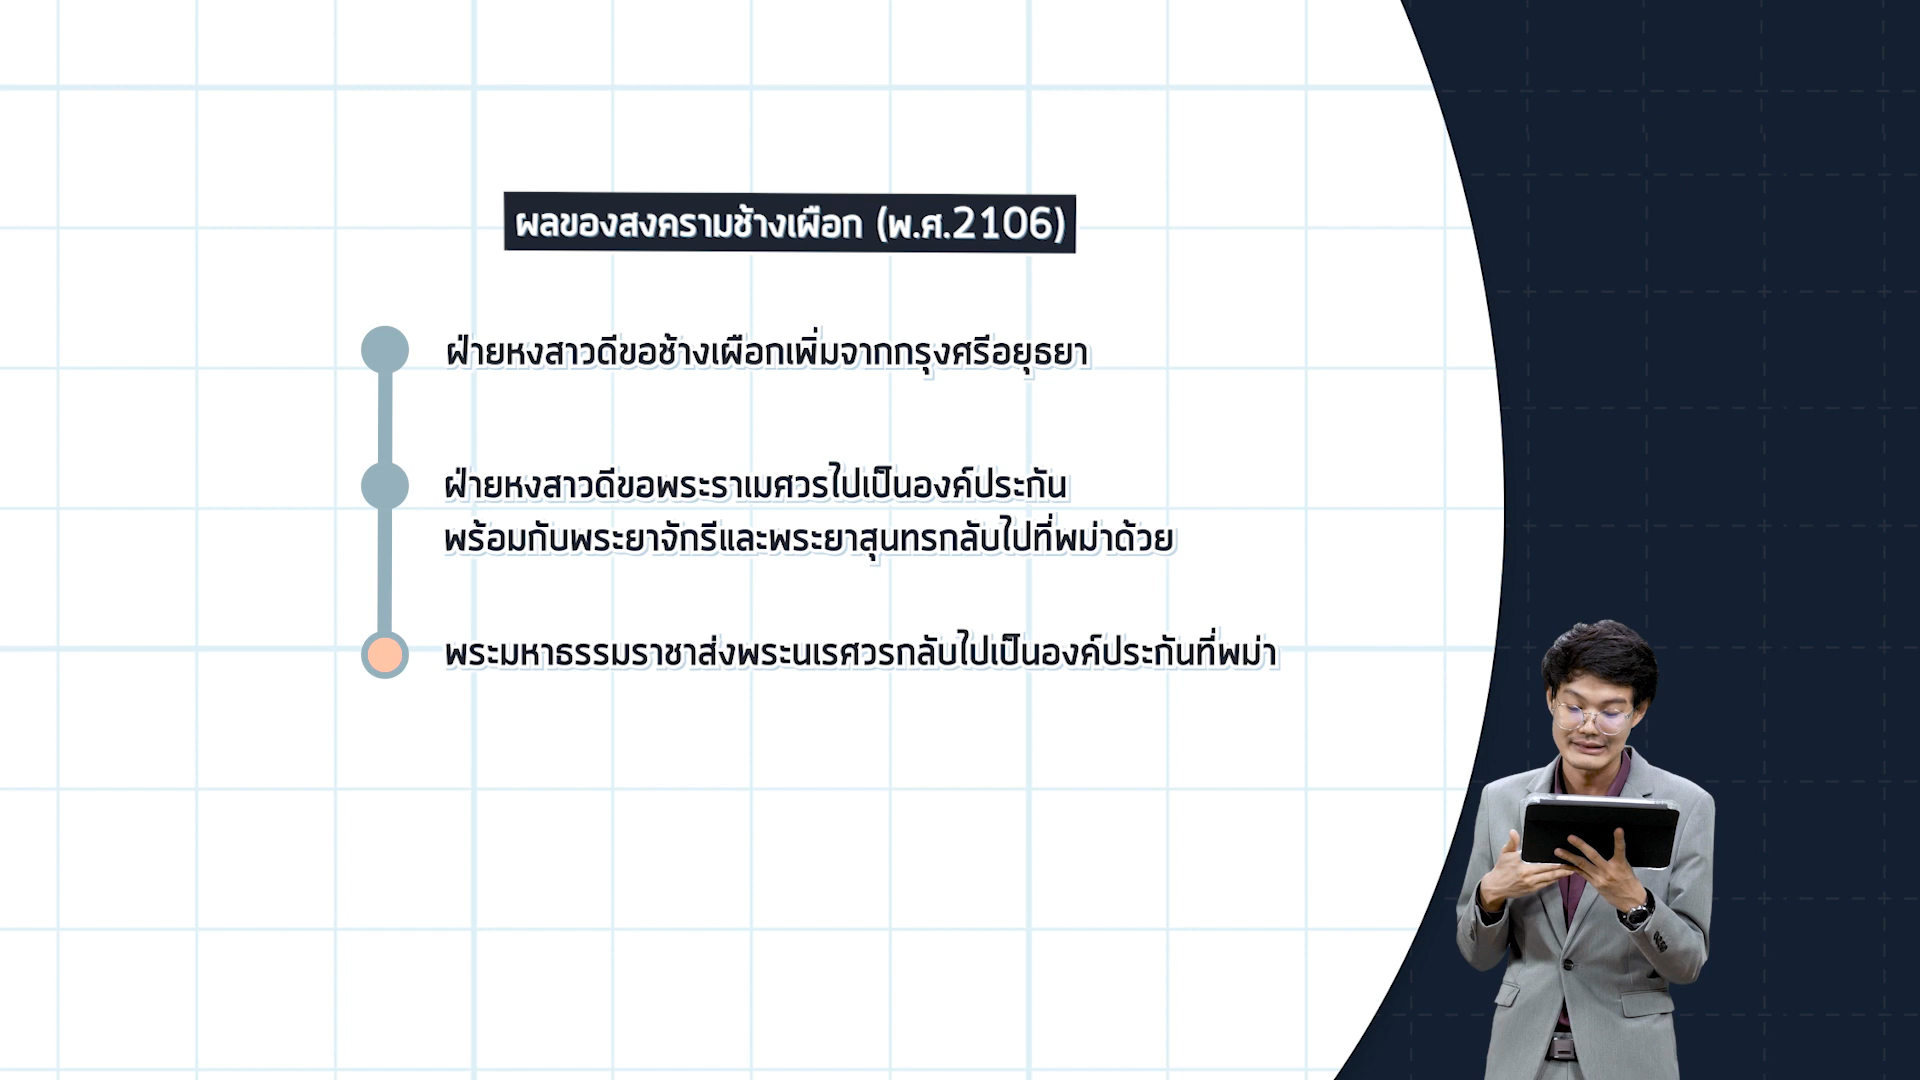 ผลของสงครามช้างเผือก (พ.ศ.2106)
ฝ่ายหงสาวดีขอช้างเผือกเพิ่มจากกรุงศรีอยุธยา
ฝ่ายหงสาวดีขอพระราเมศวรไปเป็นองค์ประกัน
พร้อมกับพระยาจักรีและพระยาสุนทรกลับไปที่พม่าด้วย
พระมหาธรรมราชาส่งพระนเรศวรกลับไปเป็นองค์ประกันที่พม่า